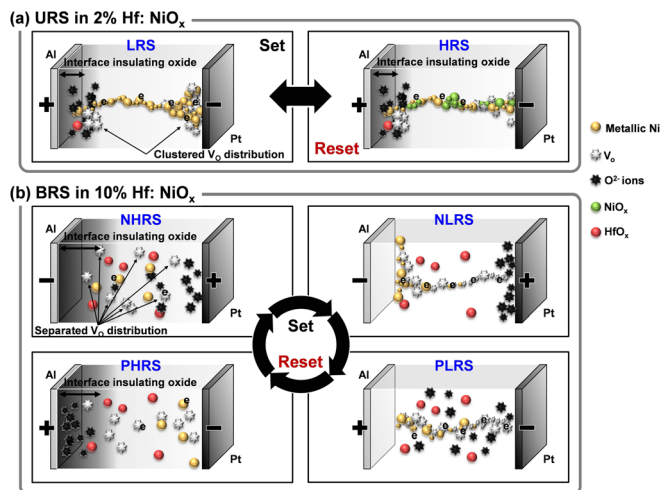 (a) URS in 2% Hf: NiOx
LRS
Al
Interface insulating oxide
+
e
e
e
−
Pt
Clustered VO distribution
Set
Reset
HRS
Al
Interface insulating oxide
+
e
e
e
−
Pt
Metallic Ni
Vo
O2- ions
NiOx
HfOx
(b) BRS in 10% Hf: NiOx
NHRS
Al
Interface insulating oxide
−
e
e
e
+
Pt
Separated VO distribution
NLRS
Al
−
e
e
e
e
+
Pt
Set
Reset
PHRS
Al
Interface insulating oxide
+
e
e
e
−
Pt
PLRS
Al
+
e
e
e
e
e
−
Pt